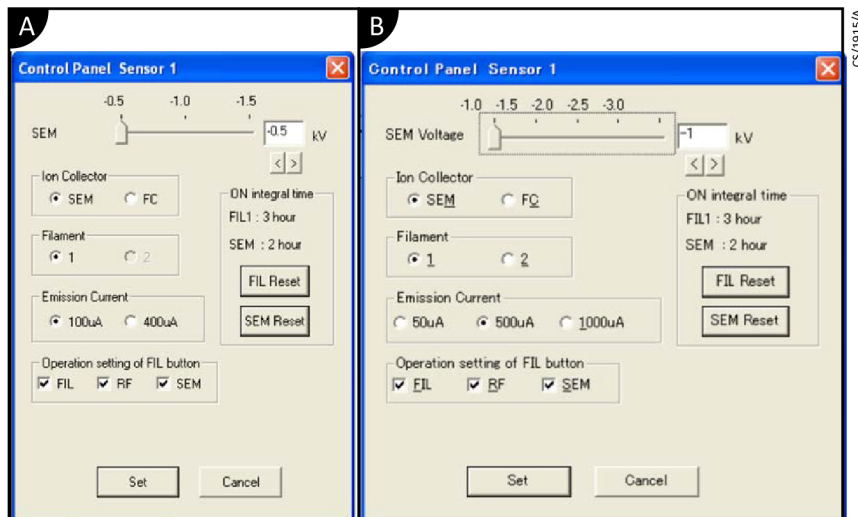 A
Control Panel Sensor 1
-0.5 -1.0 -1.5
SEM -0.5 kV
< >
Ion Collector
SEM FC
ON integral time
FIL1 : 3 hour
SEM : 2 hour
Filament
1 2
FIL Reset
Emission Current
100uA 400uA
SEM Reset
Operation setting of FIL button
FIL RF SEM
Set Cancel
B
Control Panel Sensor 1
-1.0 -1.5 -2.0 -2.5 -3.0
SEM Voltage -1 kV
< >
Ion Collector
SEM FC
ON integral time
FIL1 : 3 hour
SEM : 2 hour
Filament
1 2
FIL Reset
Emission Current
50uA 500uA 1000uA
SEM Reset
Operation setting of FIL button
FIL RF SEM
Set Cancel
CS/1915/A